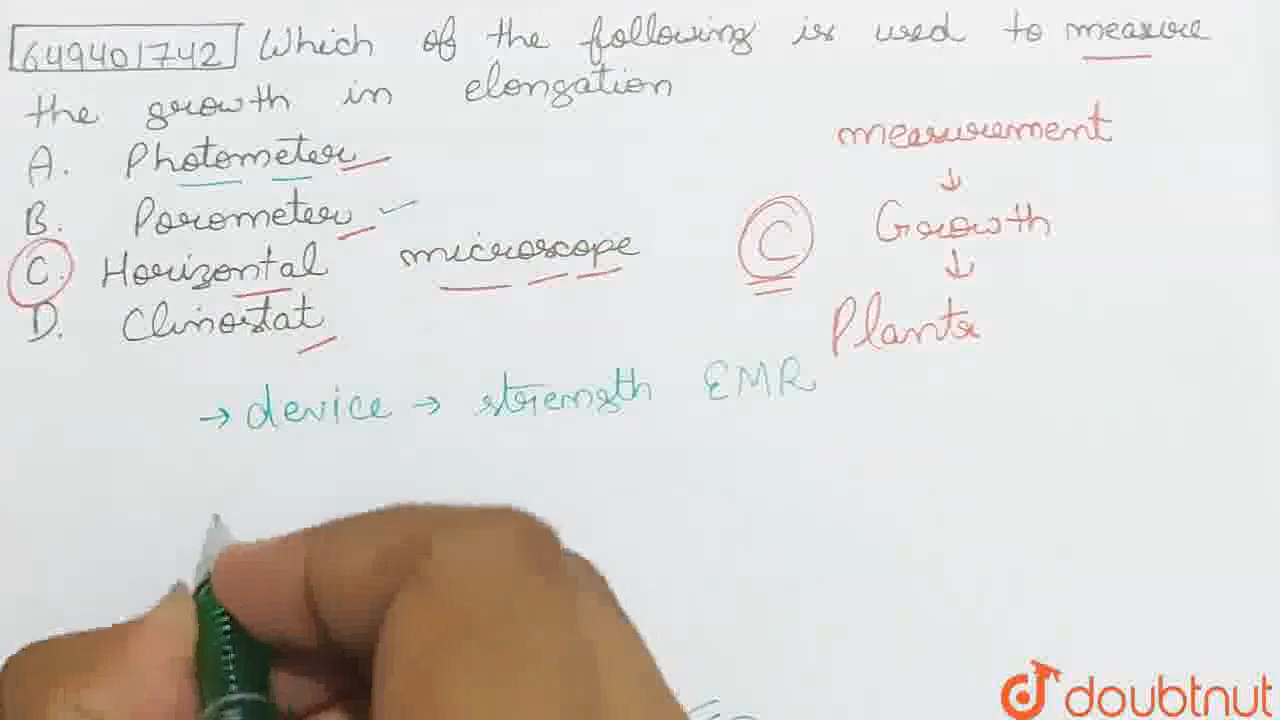 649401742 Which of the following is used to measure
the growth in elongation
A. Photometer
B. Porometer
C. Horizontal microscope
D. Clinostat
measurement
↓
Growth
↓
Plants
C
→ device → strength EMR
doubtnut